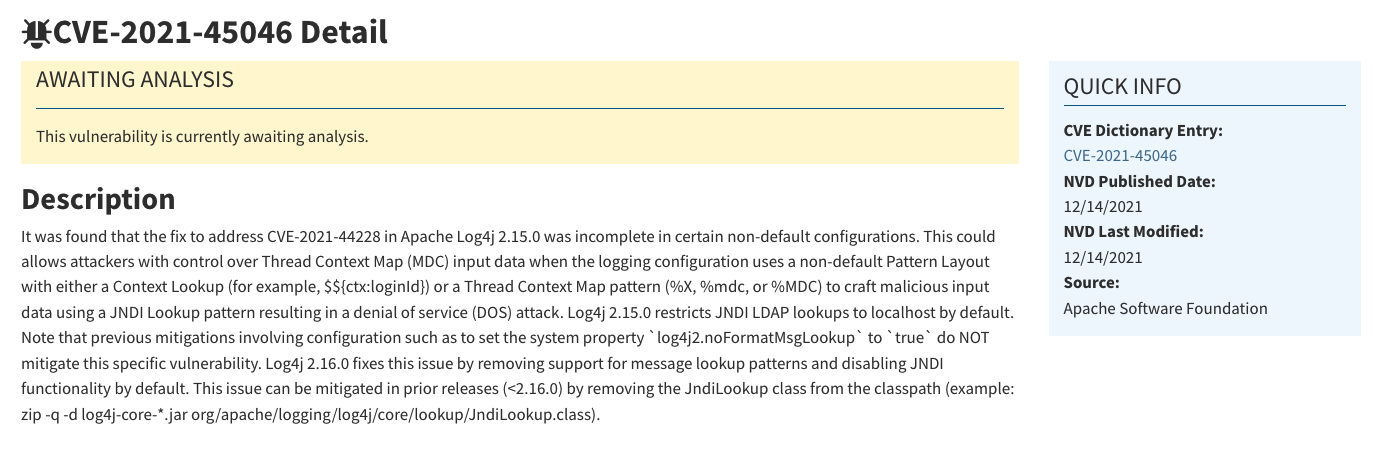 CVE-2021-45046 Detail
AWAITING ANALYSIS
This vulnerability is currently awaiting analysis.
Description
It was found that the fix to address CVE-2021-44228 in Apache Log4j 2.15.0 was incomplete in certain non-default configurations. This could
allows attackers with control over Thread Context Map (MDC) input data when the logging configuration uses a non-default Pattern Layout
with either a Context Lookup (for example, $${ctx:loginId}) or a Thread Context Map pattern (%X, %mdc, or %MDC) to craft malicious input
data using a JNDI Lookup pattern resulting in a denial of service (DOS) attack. Log4j 2.15.0 restricts JNDI LDAP lookups to localhost by default.
Note that previous mitigations involving configuration such as to set the system property `log4j2.noFormatMsgLookup` to `true` do NOT
mitigate this specific vulnerability. Log4j 2.16.0 fixes this issue by removing support for message lookup patterns and disabling JNDI
functionality by default. This issue can be mitigated in prior releases (<2.16.0) by removing the JndiLookup class from the classpath (example:
zip -q -d log4j-core-*.jar org/apache/logging/log4j/core/lookup/JndiLookup.class).
QUICK INFO
CVE Dictionary Entry:
CVE-2021-45046
NVD Published Date:
12/14/2021
NVD Last Modified:
12/14/2021
Source:
Apache Software Foundation